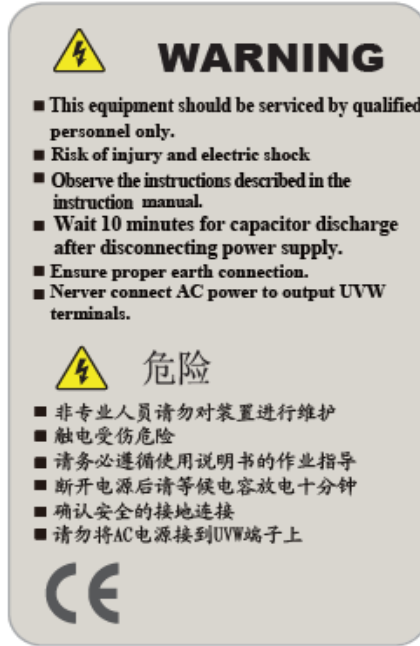 WARNING
■ This equipment should be serviced by qualified
personnel only.
■ Risk of injury and electric shock
■ Observe the instructions described in the
instruction manual.
■ Wait 10 minutes for capacitor discharge
after disconnecting power supply.
■ Ensure proper earth connection.
■ Nerver connect AC power to output UVW
terminals.
危险
■ 非专业人员请勿对装置进行维护
■ 触电受伤危险
■ 请务必遵循使用说明书的作业指导
■ 断开电源后请等候电容放电十分钟
■ 确认安全的接地连接
■ 请勿将AC电源接到UVW端子上
CE